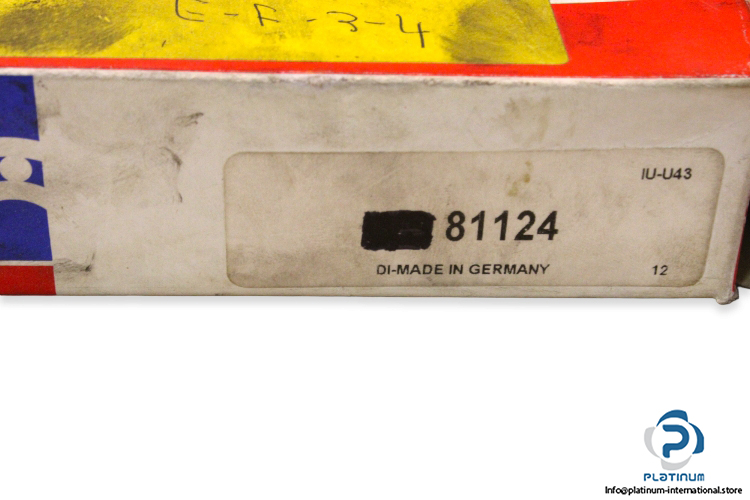 E-F-3-4
IU-U43
81124
DI-MADE IN GERMANY
12
PLATINUM
Info@platinum-international.store